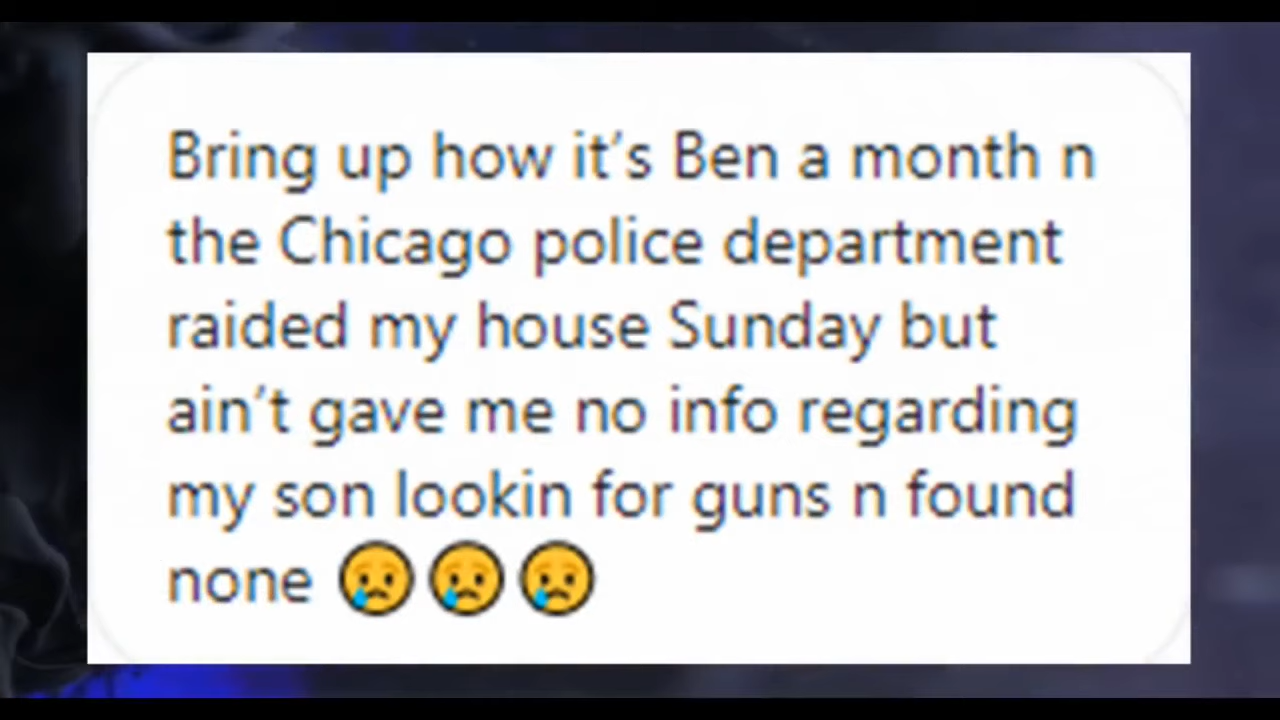 Bring up how it's Ben a month n
the Chicago police department
raided my house Sunday but
ain't gave me no info regarding
my son lookin for guns n found
none 😢😢😢